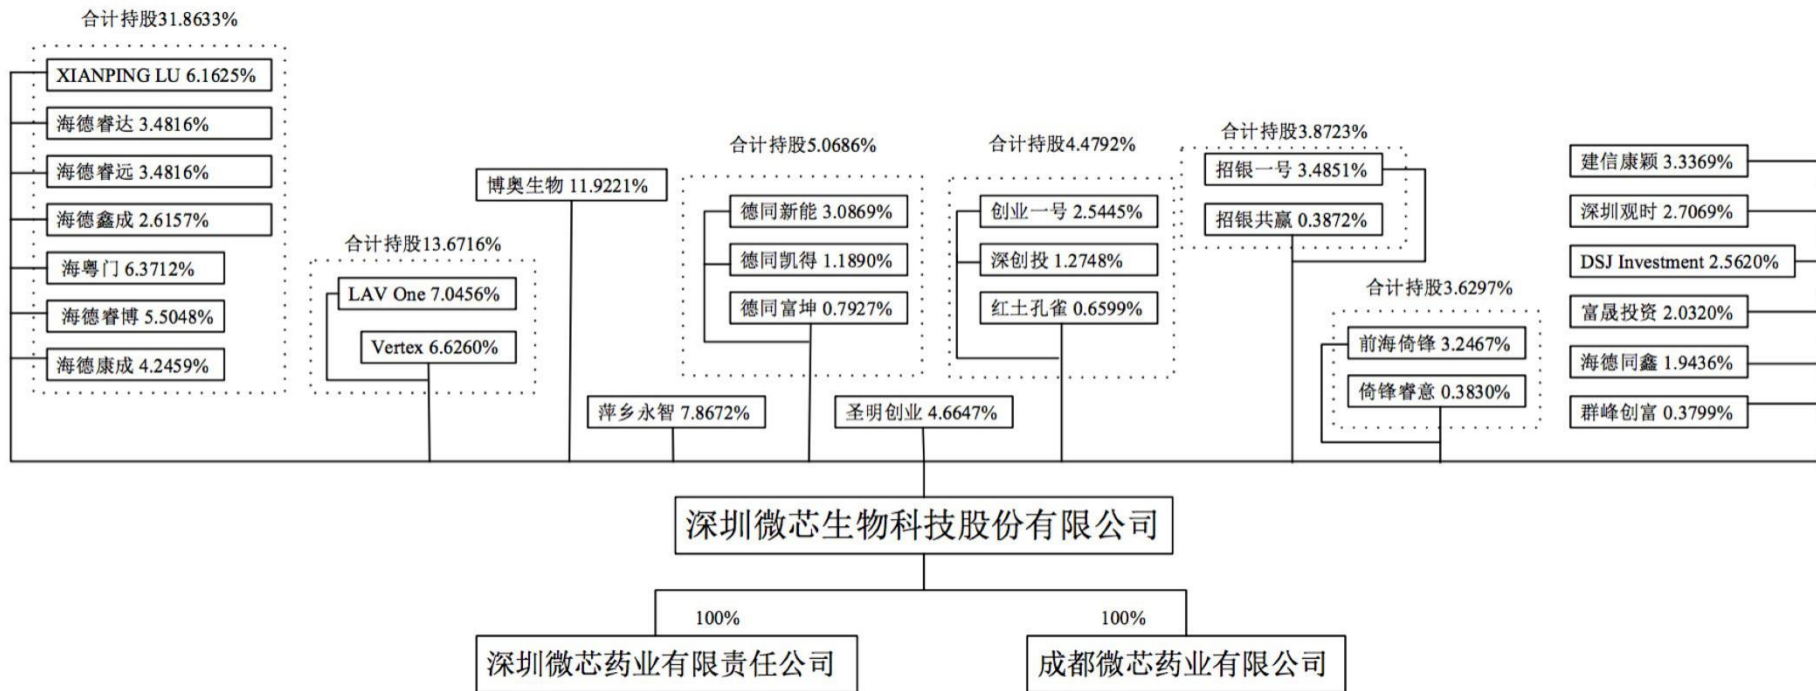 合计持股31.8633%
XIANPING LU 6.1625%
海德睿达 3.4816%
海德睿远 3.4816%
海德鑫成 2.6157%
海粤门 6.3712%
海德睿博 5.5048%
海德康成 4.2459%
合计持股13.6716%
LAV One 7.0456%
Vertex 6.6260%
博奥生物 11.9221%
萍乡永智 7.8672%
合计持股5.0686%
德同新能 3.0869%
德同凯得 1.1890%
德同富坤 0.7927%
圣明创业 4.6647%
合计持股4.4792%
创业一号 2.5445%
深创投 1.2748%
红土孔雀 0.6599%
合计持股3.8723%
招银一号 3.4851%
招银共赢 0.3872%
合计持股3.6297%
前海倚锋 3.2467%
倚锋睿意 0.3830%
建信康颖 3.3369%
深圳观时 2.7069%
DSJ Investment 2.5620%
富晟投资 2.0320%
海德同鑫 1.9436%
群峰创富 0.3799%
深圳微芯生物科技股份有限公司
100%
100%
深圳微芯药业有限责任公司
成都微芯药业有限公司